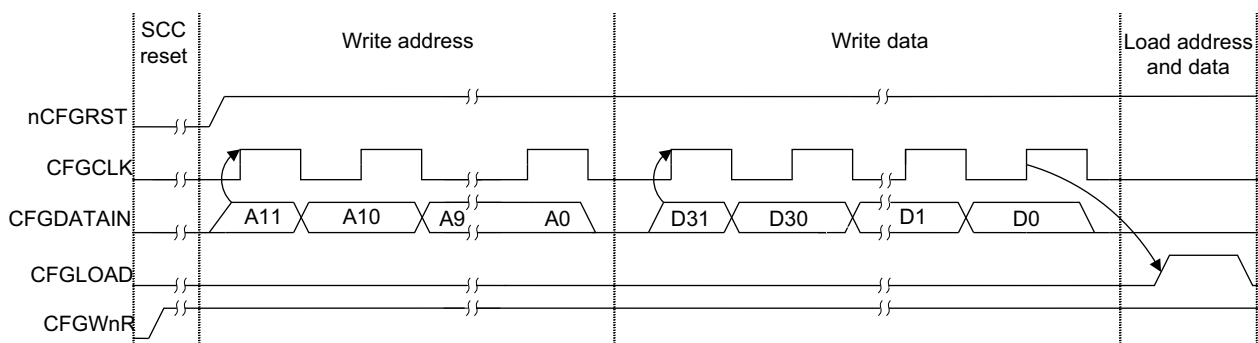 SCC
reset
Write address
Write data
Load address
and data
nCFGRST
CFGCLK
CFGDATAIN
A11
A10
A9
A0
D31
D30
D1
D0
CFGLOAD
CFGWnR